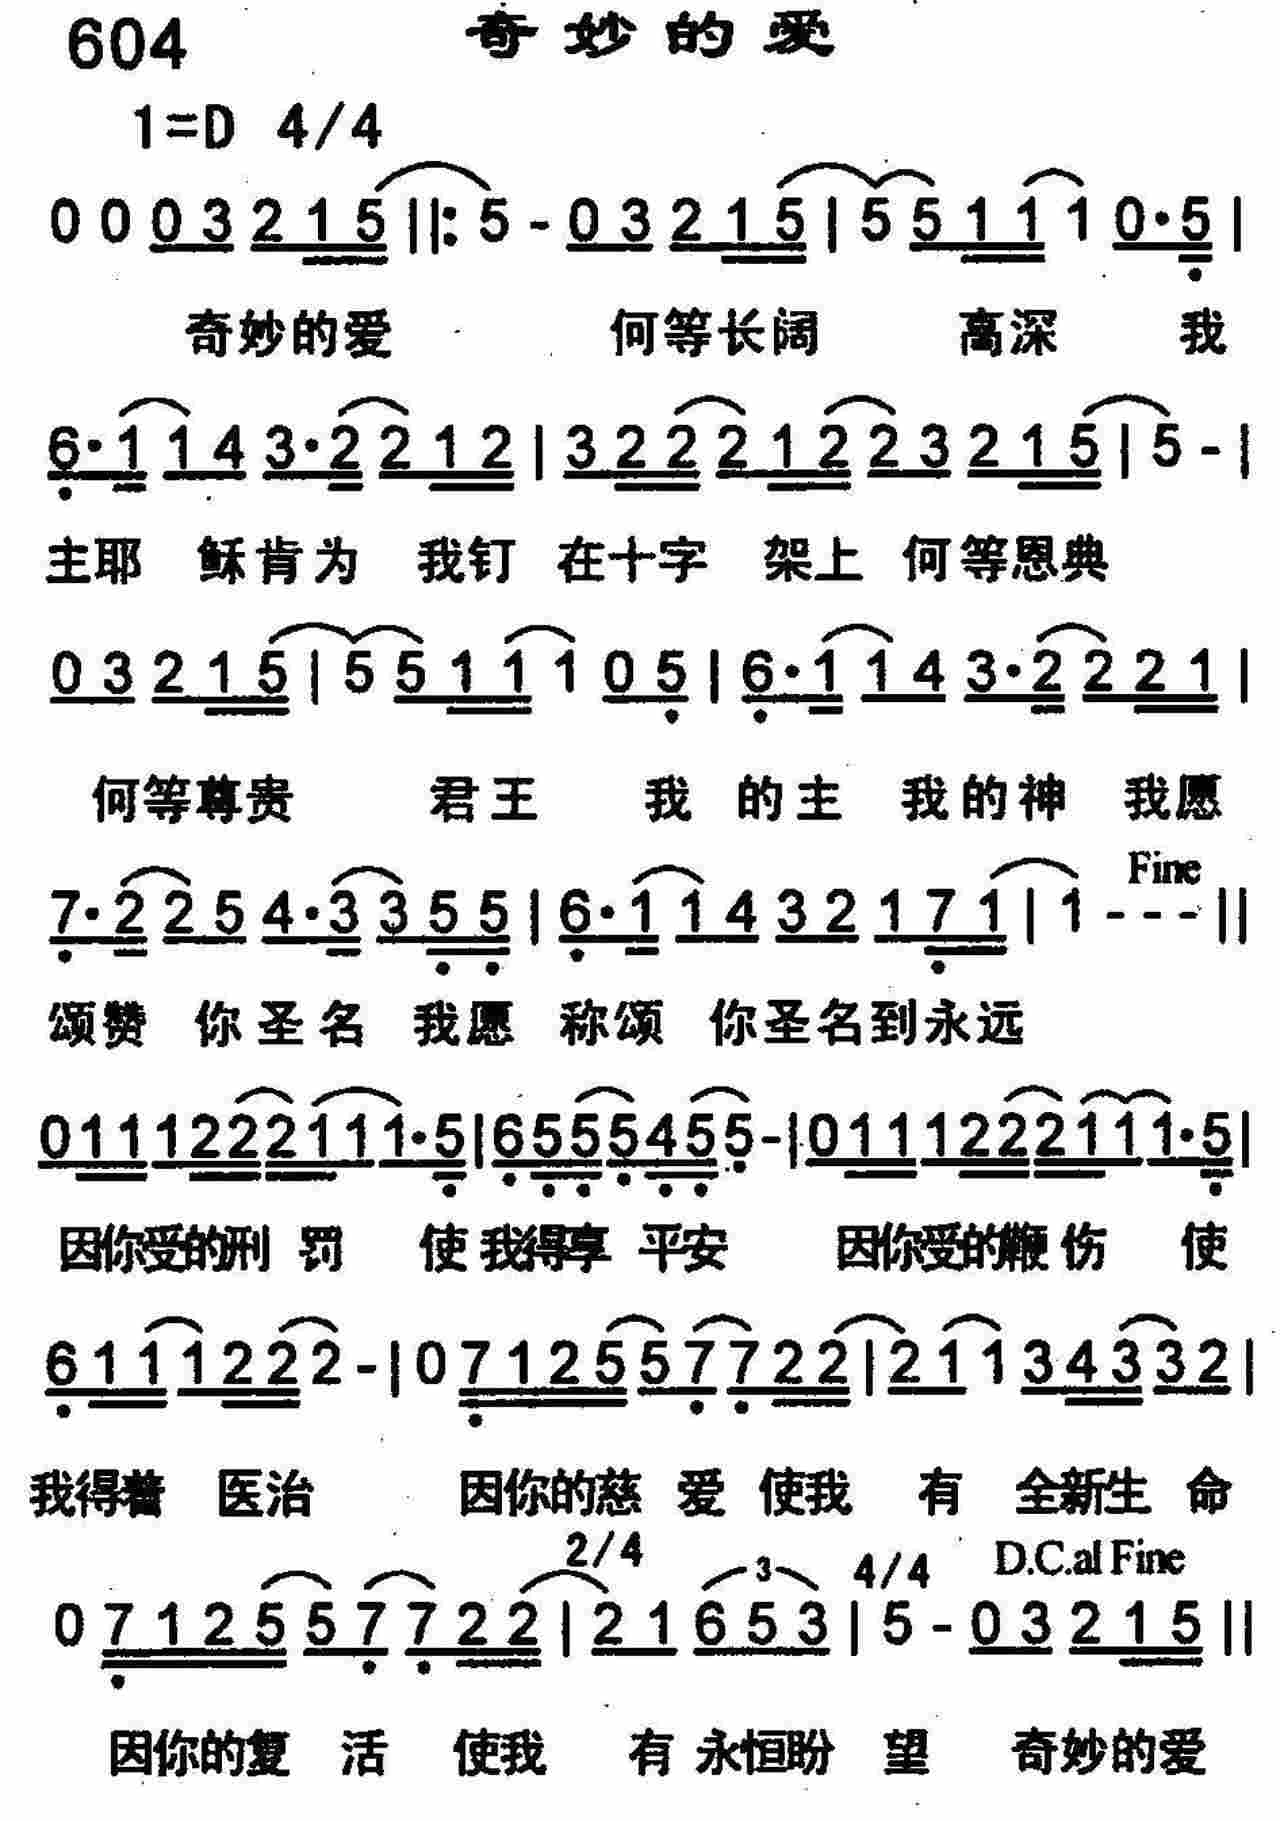 604 奇妙的爱
1=D 4/4
0 0 0 3 2 1 5 ||: 5 - 0 3 2 1 5 | 5 5 1 1 1 0·5 |
奇妙的爱 何等长阔 高深 我
6·1 1 4 3·2 2 1 2 | 3 2 2 2 1 2 2 3 2 1 5 | 5 - |
主耶 稣肯为 我钉 在十字 架上 何等恩典
0 3 2 1 5 | 5 5 1 1 1 0 5 | 6·1 1 4 3·2 2 2 1 |
何等尊贵 君王 我 的主 我的神 我愿
Fine
7·2 2 5 4·3 3 5 5 | 6·1 1 4 3 2 1 7 1 | 1 - - - ||
颂赞 你圣名 我愿 称颂 你圣名到永远
0 1 1 1 2 2 2 1 1 1·5 | 6 5 5 5 4 5 5 - | 0 1 1 1 2 2 2 1 1 1·5 |
因你受的刑 罚 使我得享 平安 因你受的鞭伤 使
6 1 1 1 2 2 2 - | 0 7 1 2 5 5 7 7 2 2 | 2 1 1 3 4 3 3 2 |
我得着 医治 因你的慈 爱 使我 有 全新生 命
2/4 3 4/4 D.C.al Fine
0 7 1 2 5 5 7 7 2 2 | 2 1 6 5 3 | 5 - 0 3 2 1 5 ||
因你的复 活 使我 有永恒盼 望 奇妙的爱